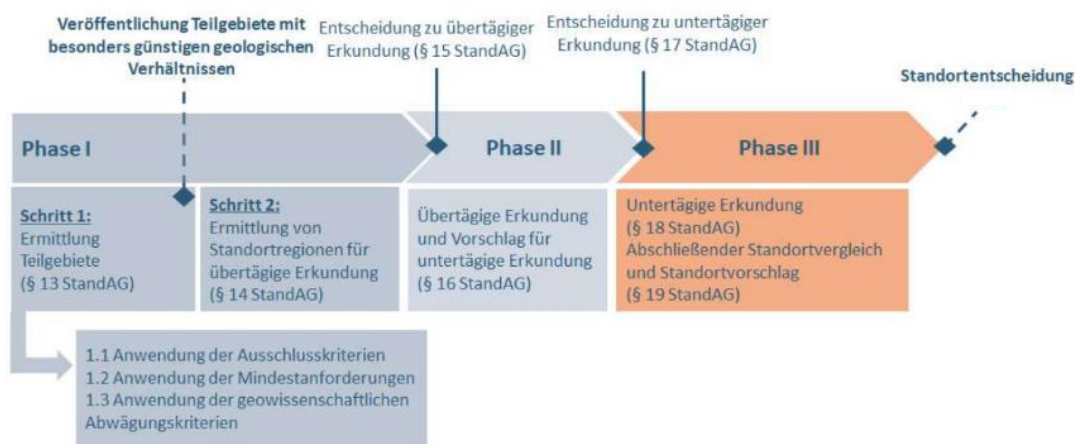 Veröffentlichung Teilgebiete mit
besonders günstigen geologischen
Verhältnissen
Entscheidung zu übertägiger
Erkundung (§ 15 StandAG)
Entscheidung zu untertägiger
Erkundung (§ 17 StandAG)
Standortentscheidung
Phase I
Phase II
Phase III
Schritt 1:
Ermittlung
Teilgebiete
(§ 13 StandAG)
Schritt 2:
Ermittlung von
Standortregionen für
übertägige Erkundung
(§ 14 StandAG)
Übertägige Erkundung
und Vorschlag für
untertägige Erkundung
(§ 16 StandAG)
Untertägige Erkundung
(§ 18 StandAG)
Abschließender Standortvergleich
und Standortvorschlag
(§ 19 StandAG)
1.1 Anwendung der Ausschlusskriterien
1.2 Anwendung der Mindestanforderungen
1.3 Anwendung der geowissenschaftlichen
Abwägungskriterien